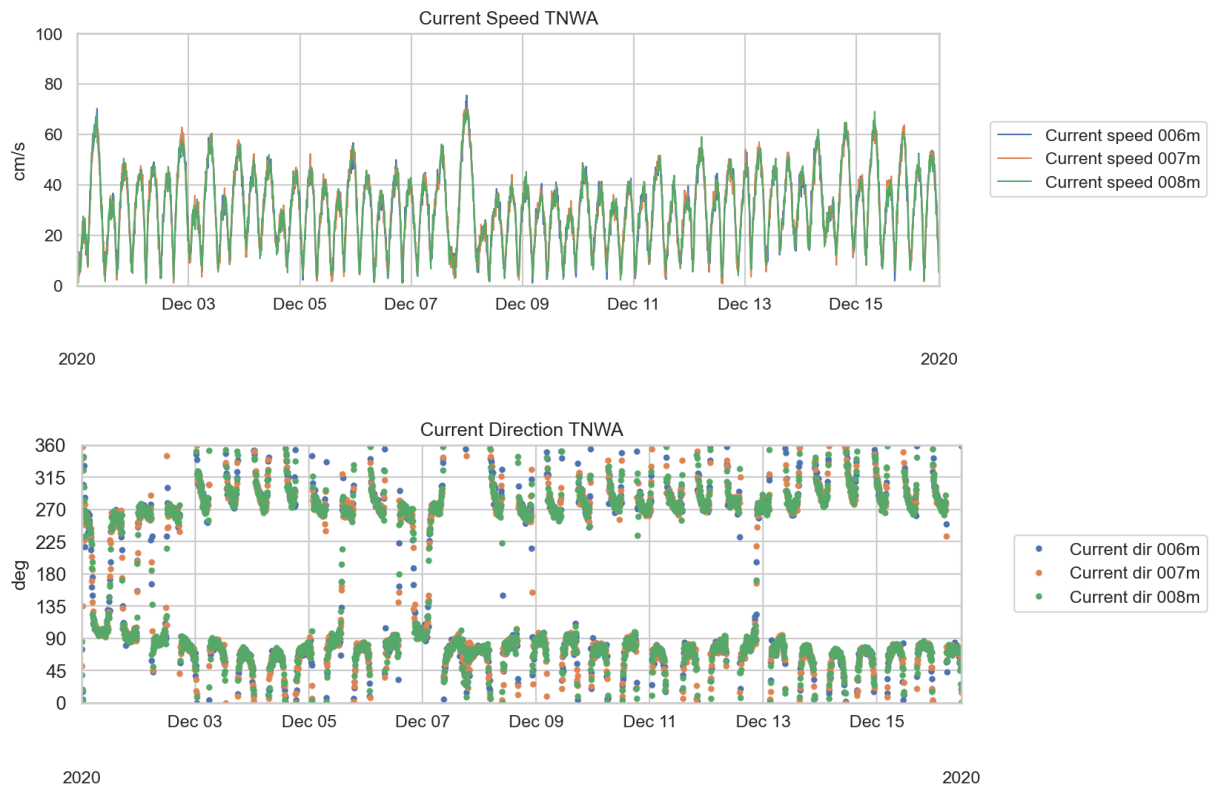 Current Speed TNWA
100
80
60
40
20
0
cm/s
Dec 03 Dec 05 Dec 07 Dec 09 Dec 11 Dec 13 Dec 15
2020 2020
Current speed 006m
Current speed 007m
Current speed 008m
Current Direction TNWA
360
315
270
225
180
135
90
45
0
deg
Dec 03 Dec 05 Dec 07 Dec 09 Dec 11 Dec 13 Dec 15
2020 2020
Current dir 006m
Current dir 007m
Current dir 008m